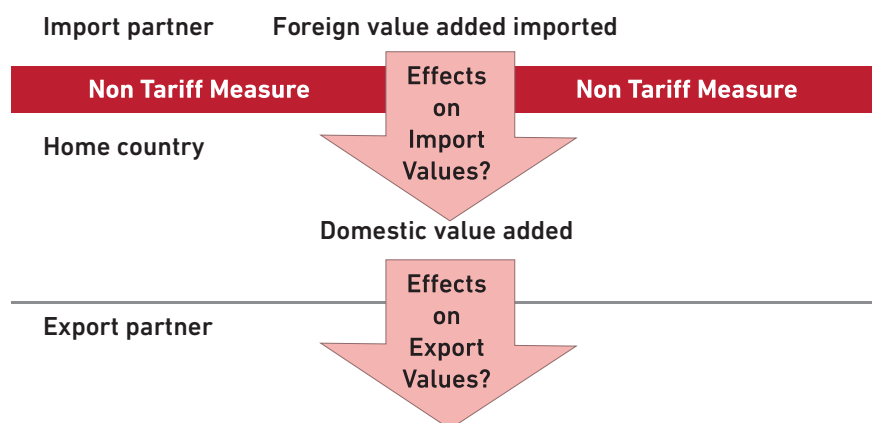 Import partner
Foreign value added imported
Non Tariff Measure
Effects
on
Import
Values?
Non Tariff Measure
Home country
Domestic value added
Effects
on
Export
Values?
Export partner